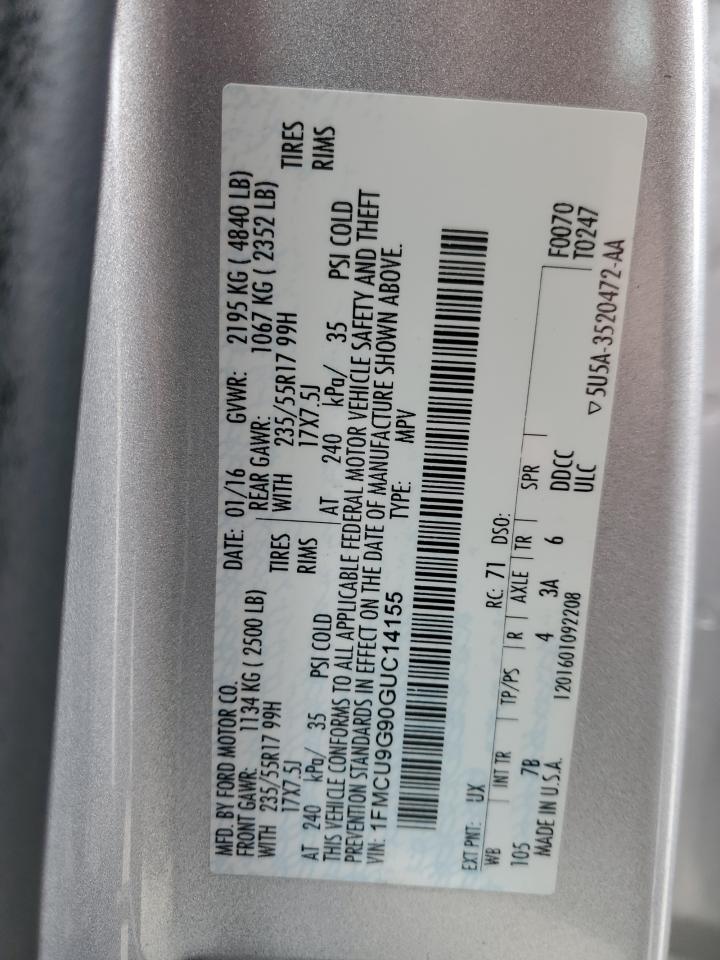 MFD. BY FORD MOTOR CO.
DATE: 01/16 GVWR: 2195 KG ( 4840 LB)
FRONT GAWR: 1134 KG ( 2500 LB)
REAR GAWR: 1067 KG ( 2352 LB)
WITH 235/55R17 99H TIRES
WITH 235/55R17 99H TIRES
17X7.5J RIMS
17X7.5J RIMS
AT 240 kPa/ 35 PSI COLD
AT 240 kPa/ 35 PSI COLD
THIS VEHICLE CONFORMS TO ALL APPLICABLE FEDERAL MOTOR VEHICLE SAFETY AND THEFT
PREVENTION STANDARDS IN EFFECT ON THE DATE OF MANUFACTURE SHOWN ABOVE.
VIN: 1FMCU9G90GUC14155 TYPE: MPV
EXT PNT: UX RC: 71 DSO:
WB INT TR TP/PS R AXLE TR SPR
105 7B 4 3A 6 DDCC F0070
MADE IN U.S.A. 1201601092208 ULC T0247
▽ 5U5A-3520472-AA